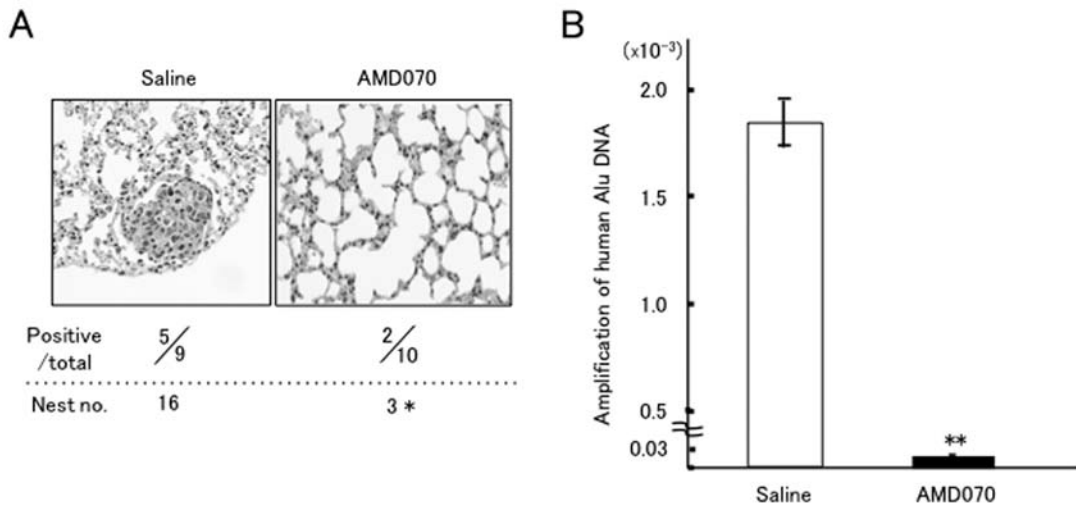 A
Saline
AMD070
Positive
/total
5/9
2/10
Nest no.
16
3 *
B
(x10⁻³)
Amplification of human Alu DNA
2.0
1.5
1.0
0.5
0.03
**
Saline
AMD070